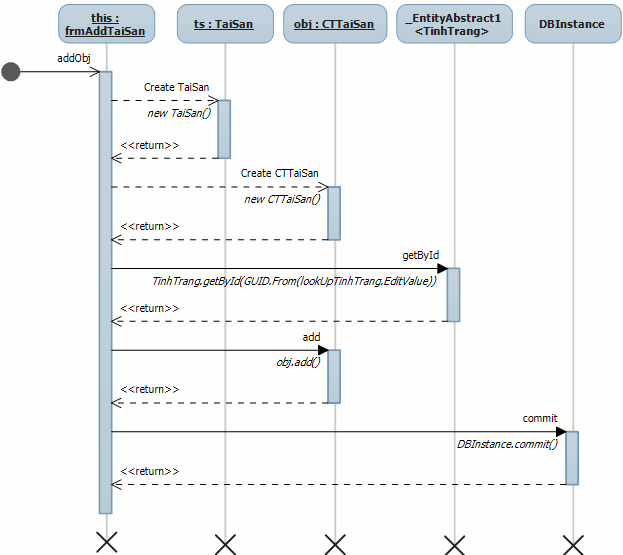 this :
frmAddTaiSan
ts : TaiSan
obj : CTTaiSan
_EntityAbstract1
<TinhTrang>
DBInstance
addObj
Create TaiSan
new TaiSan()
<<return>>
Create CTTaiSan
new CTTaiSan()
<<return>>
getById
TinhTrang.getById(GUID.From(lookUpTinhTrang.EditValue))
<<return>>
add
obj.add()
<<return>>
commit
DBInstance.commit()
<<return>>